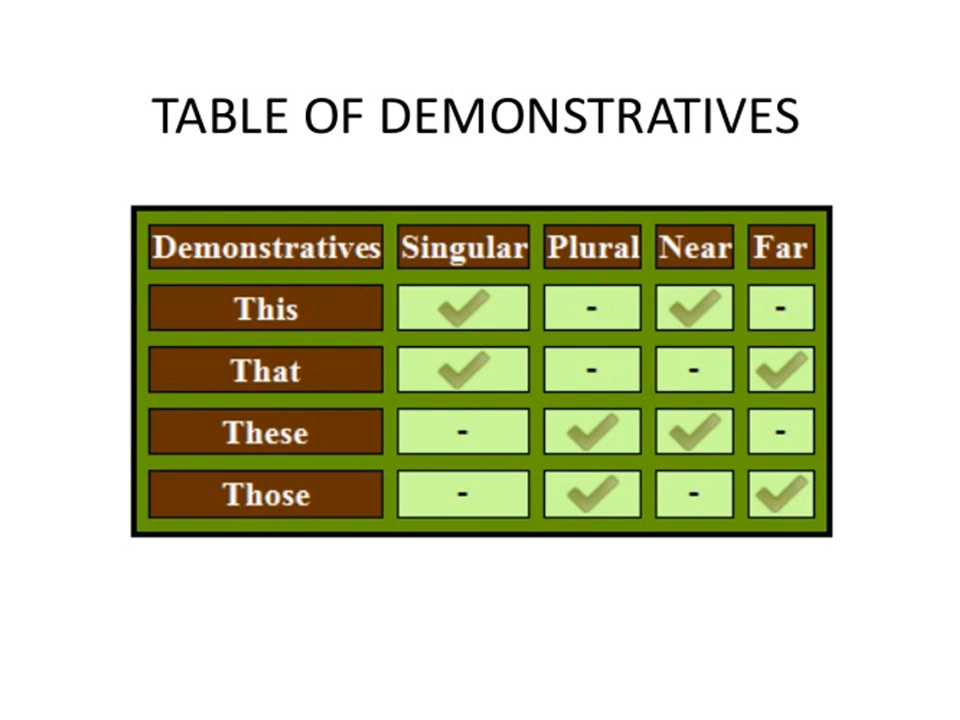 TABLE OF DEMONSTRATIVES
Demonstratives Singular Plural Near Far
This ✓ - ✓ -
That ✓ - - ✓
These - ✓ ✓ -
Those - ✓ - ✓